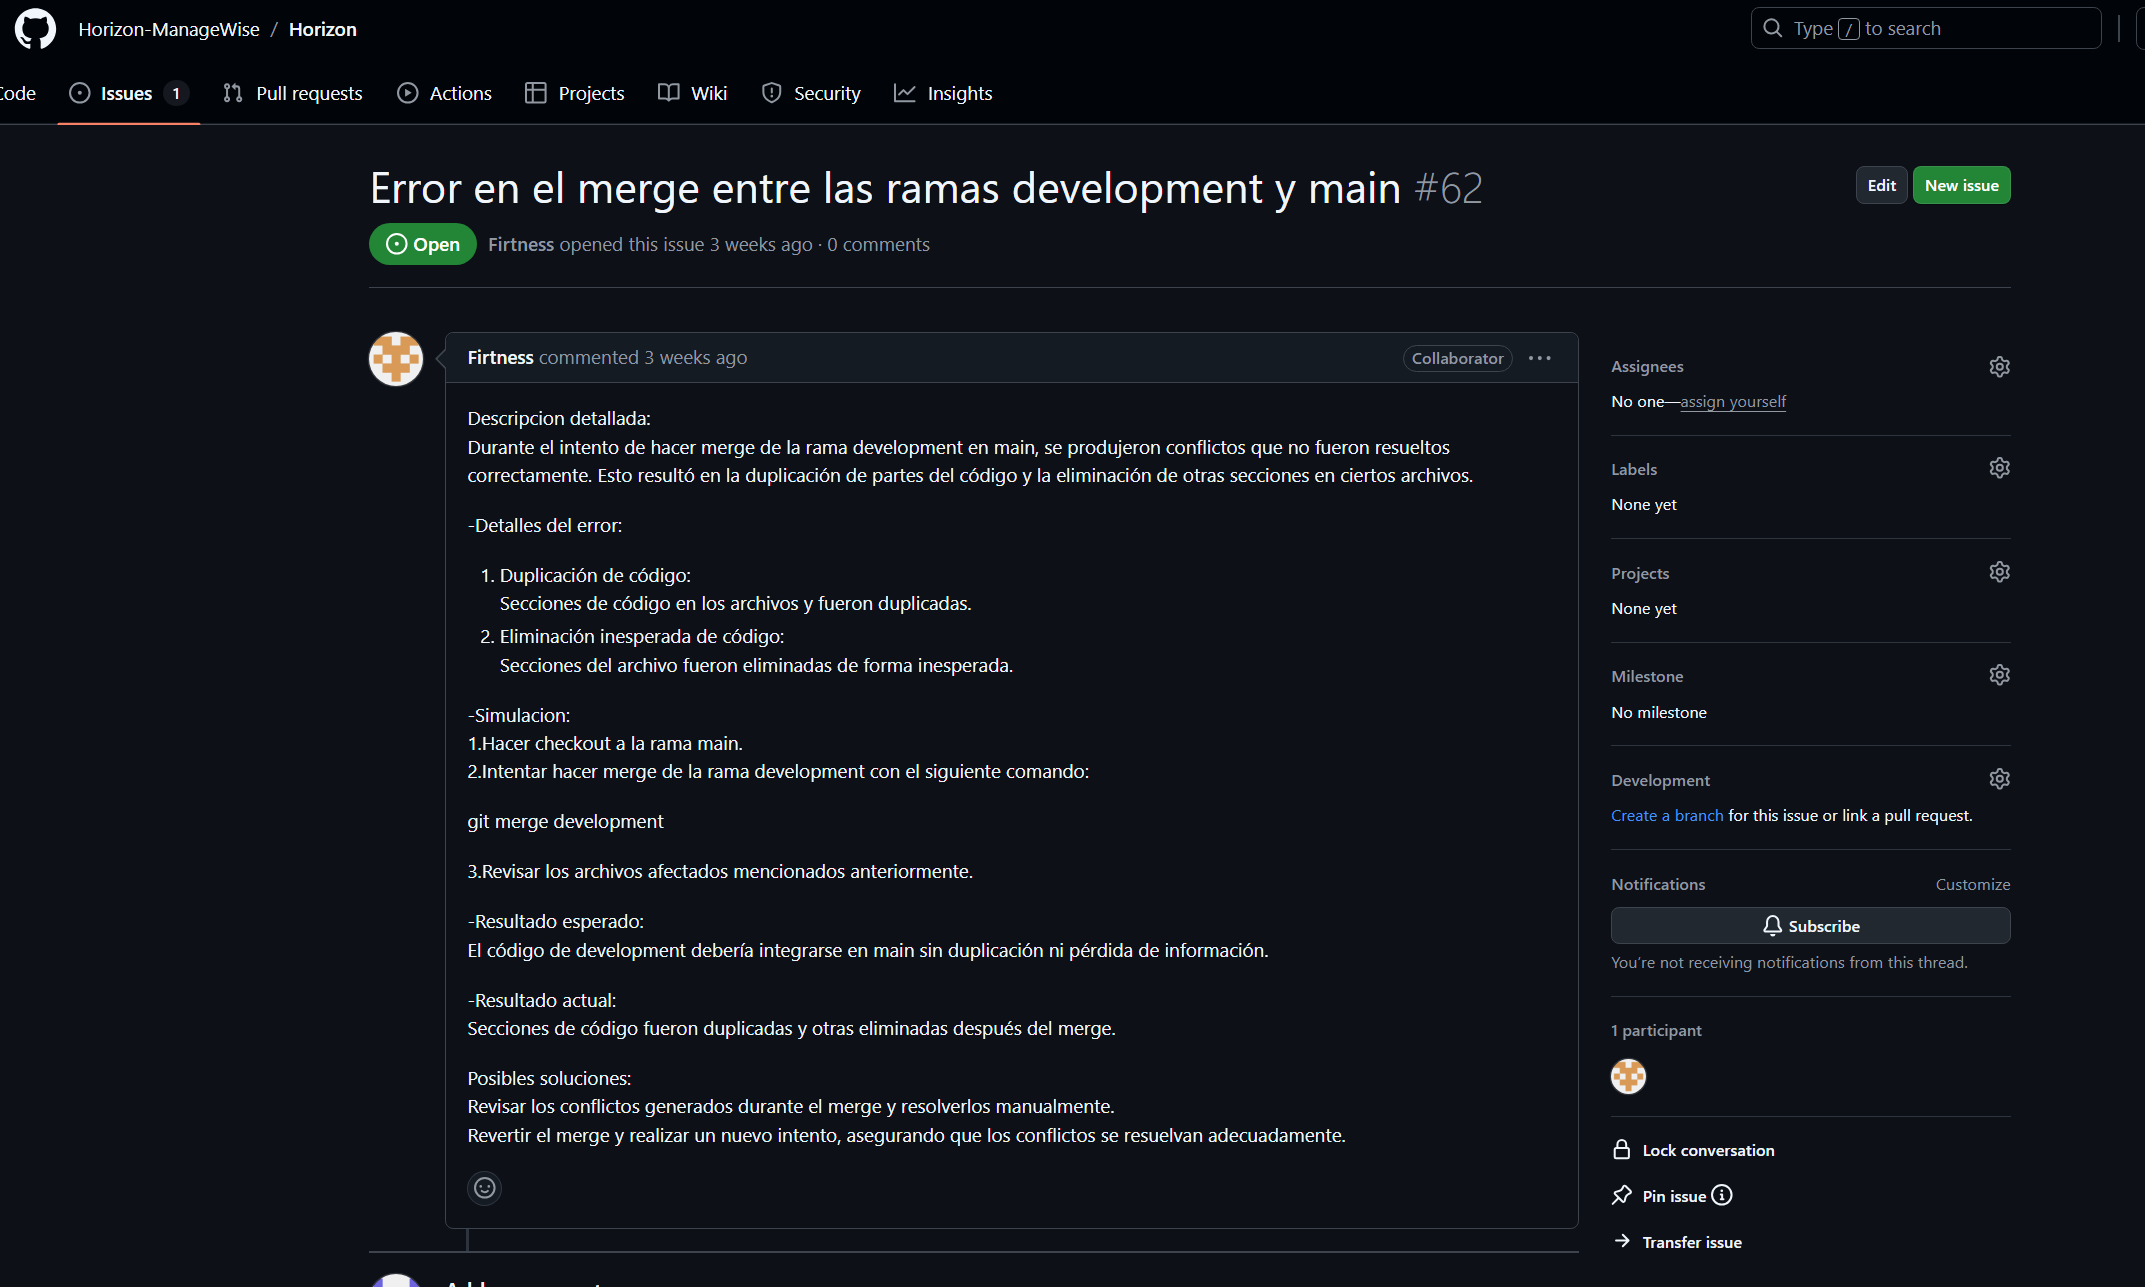 Horizon-ManageWise / Horizon
Type / to search
Code
Issues 1
Pull requests
Actions
Projects
Wiki
Security
Insights
Error en el merge entre las ramas development y main #62
Edit
New issue
Open
Firtness opened this issue 3 weeks ago · 0 comments
Firtness commented 3 weeks ago
Collaborator
Descripcion detallada:
Durante el intento de hacer merge de la rama development en main, se produjeron conflictos que no fueron resueltos
correctamente. Esto resultó en la duplicación de partes del código y la eliminación de otras secciones en ciertos archivos.
-Detalles del error:
1. Duplicación de código:
Secciones de código en los archivos y fueron duplicadas.
2. Eliminación inesperada de código:
Secciones del archivo fueron eliminadas de forma inesperada.
-Simulacion:
1.Hacer checkout a la rama main.
2.Intentar hacer merge de la rama development con el siguiente comando:
git merge development
3.Revisar los archivos afectados mencionados anteriormente.
-Resultado esperado:
El código de development debería integrarse en main sin duplicación ni pérdida de información.
-Resultado actual:
Secciones de código fueron duplicadas y otras eliminadas después del merge.
Posibles soluciones:
Revisar los conflictos generados durante el merge y resolverlos manualmente.
Revertir el merge y realizar un nuevo intento, asegurando que los conflictos se resuelvan adecuadamente.
Assignees
No one—assign yourself
Labels
None yet
Projects
None yet
Milestone
No milestone
Development
Create a branch for this issue or link a pull request.
Notifications
Customize
Subscribe
You're not receiving notifications from this thread.
1 participant
Lock conversation
Pin issue
Transfer issue